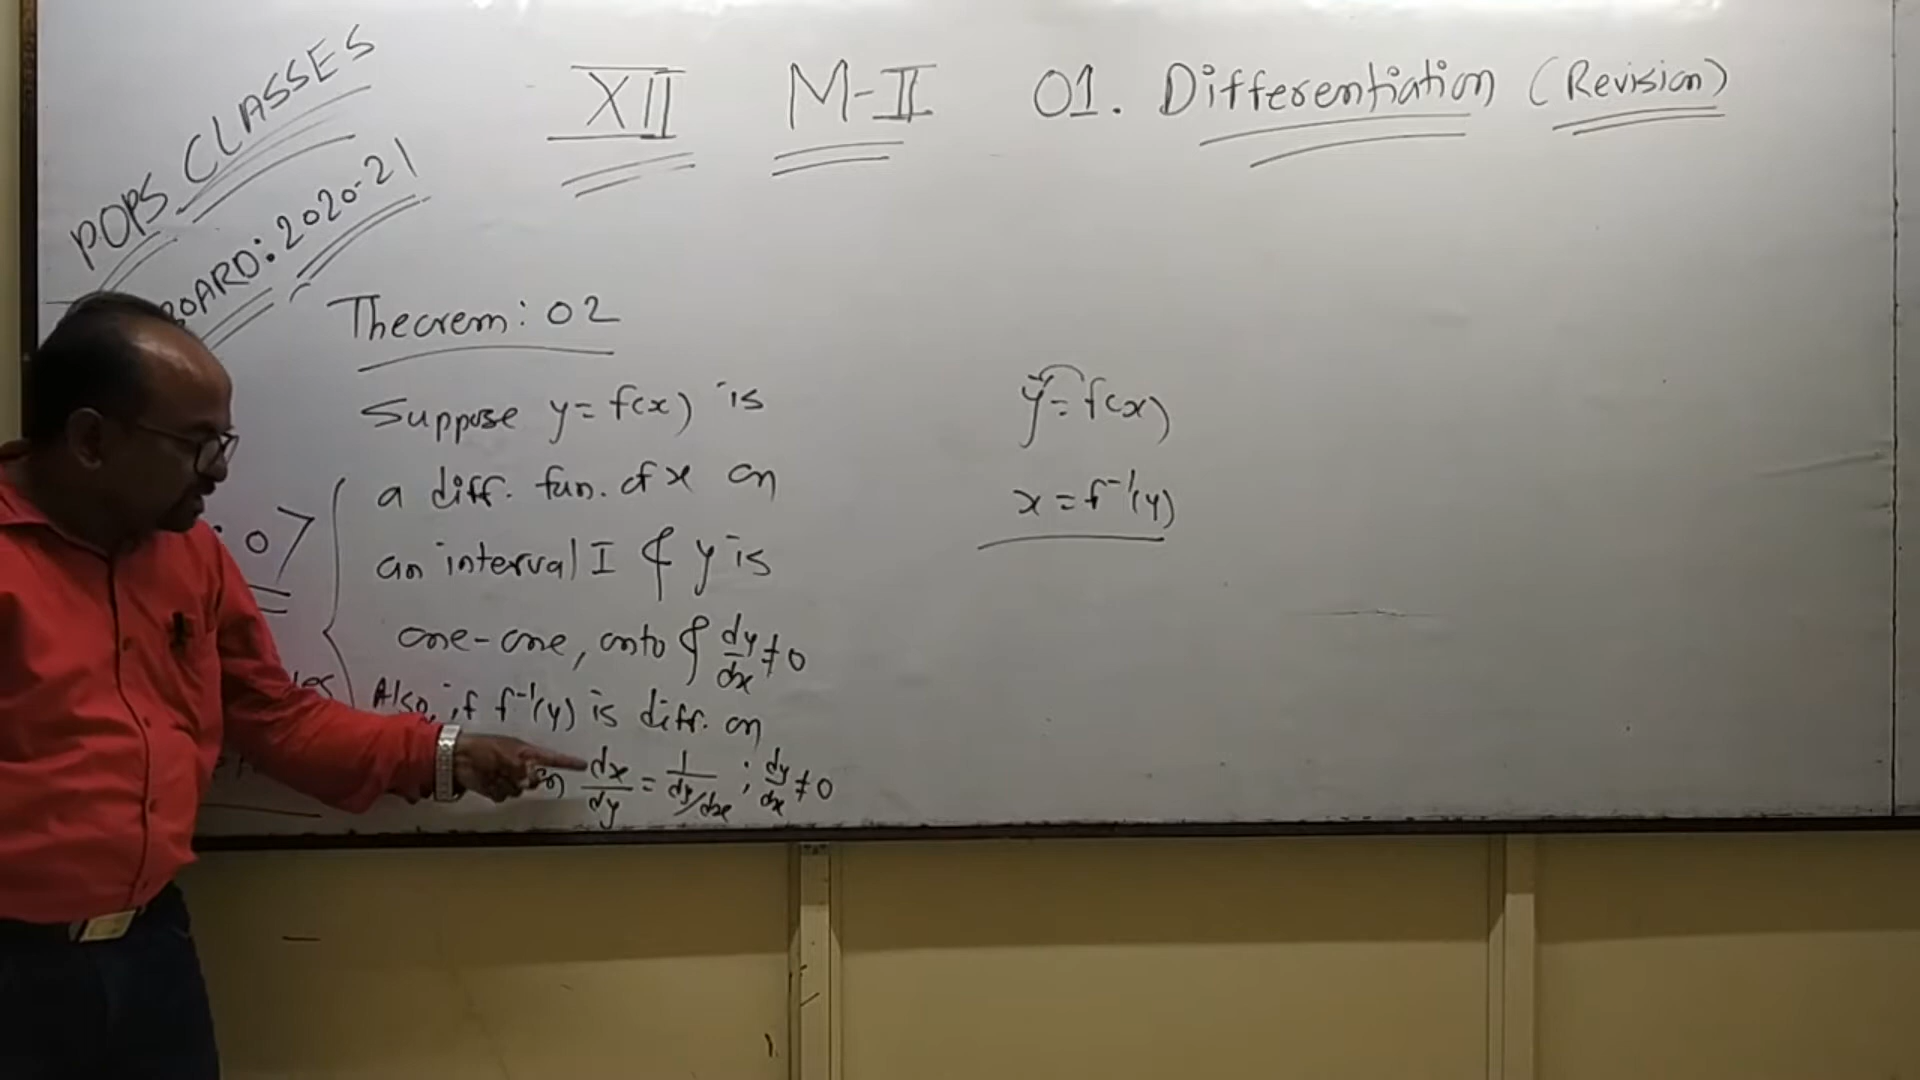 POPS CLASSES
BOARD: 2020-21
XII M-II 01. Differentiation (Revision)
Theorem: 02
Suppose y = f(x) is
a diff. fun. of x on
an interval I & y is
one-one, onto & dy/dx ≠ 0
Also, if f⁻¹(y) is diff. on
dx/dy = 1/(dy/dx) ; dy/dx ≠ 0
y = f(x)
x = f⁻¹(y)